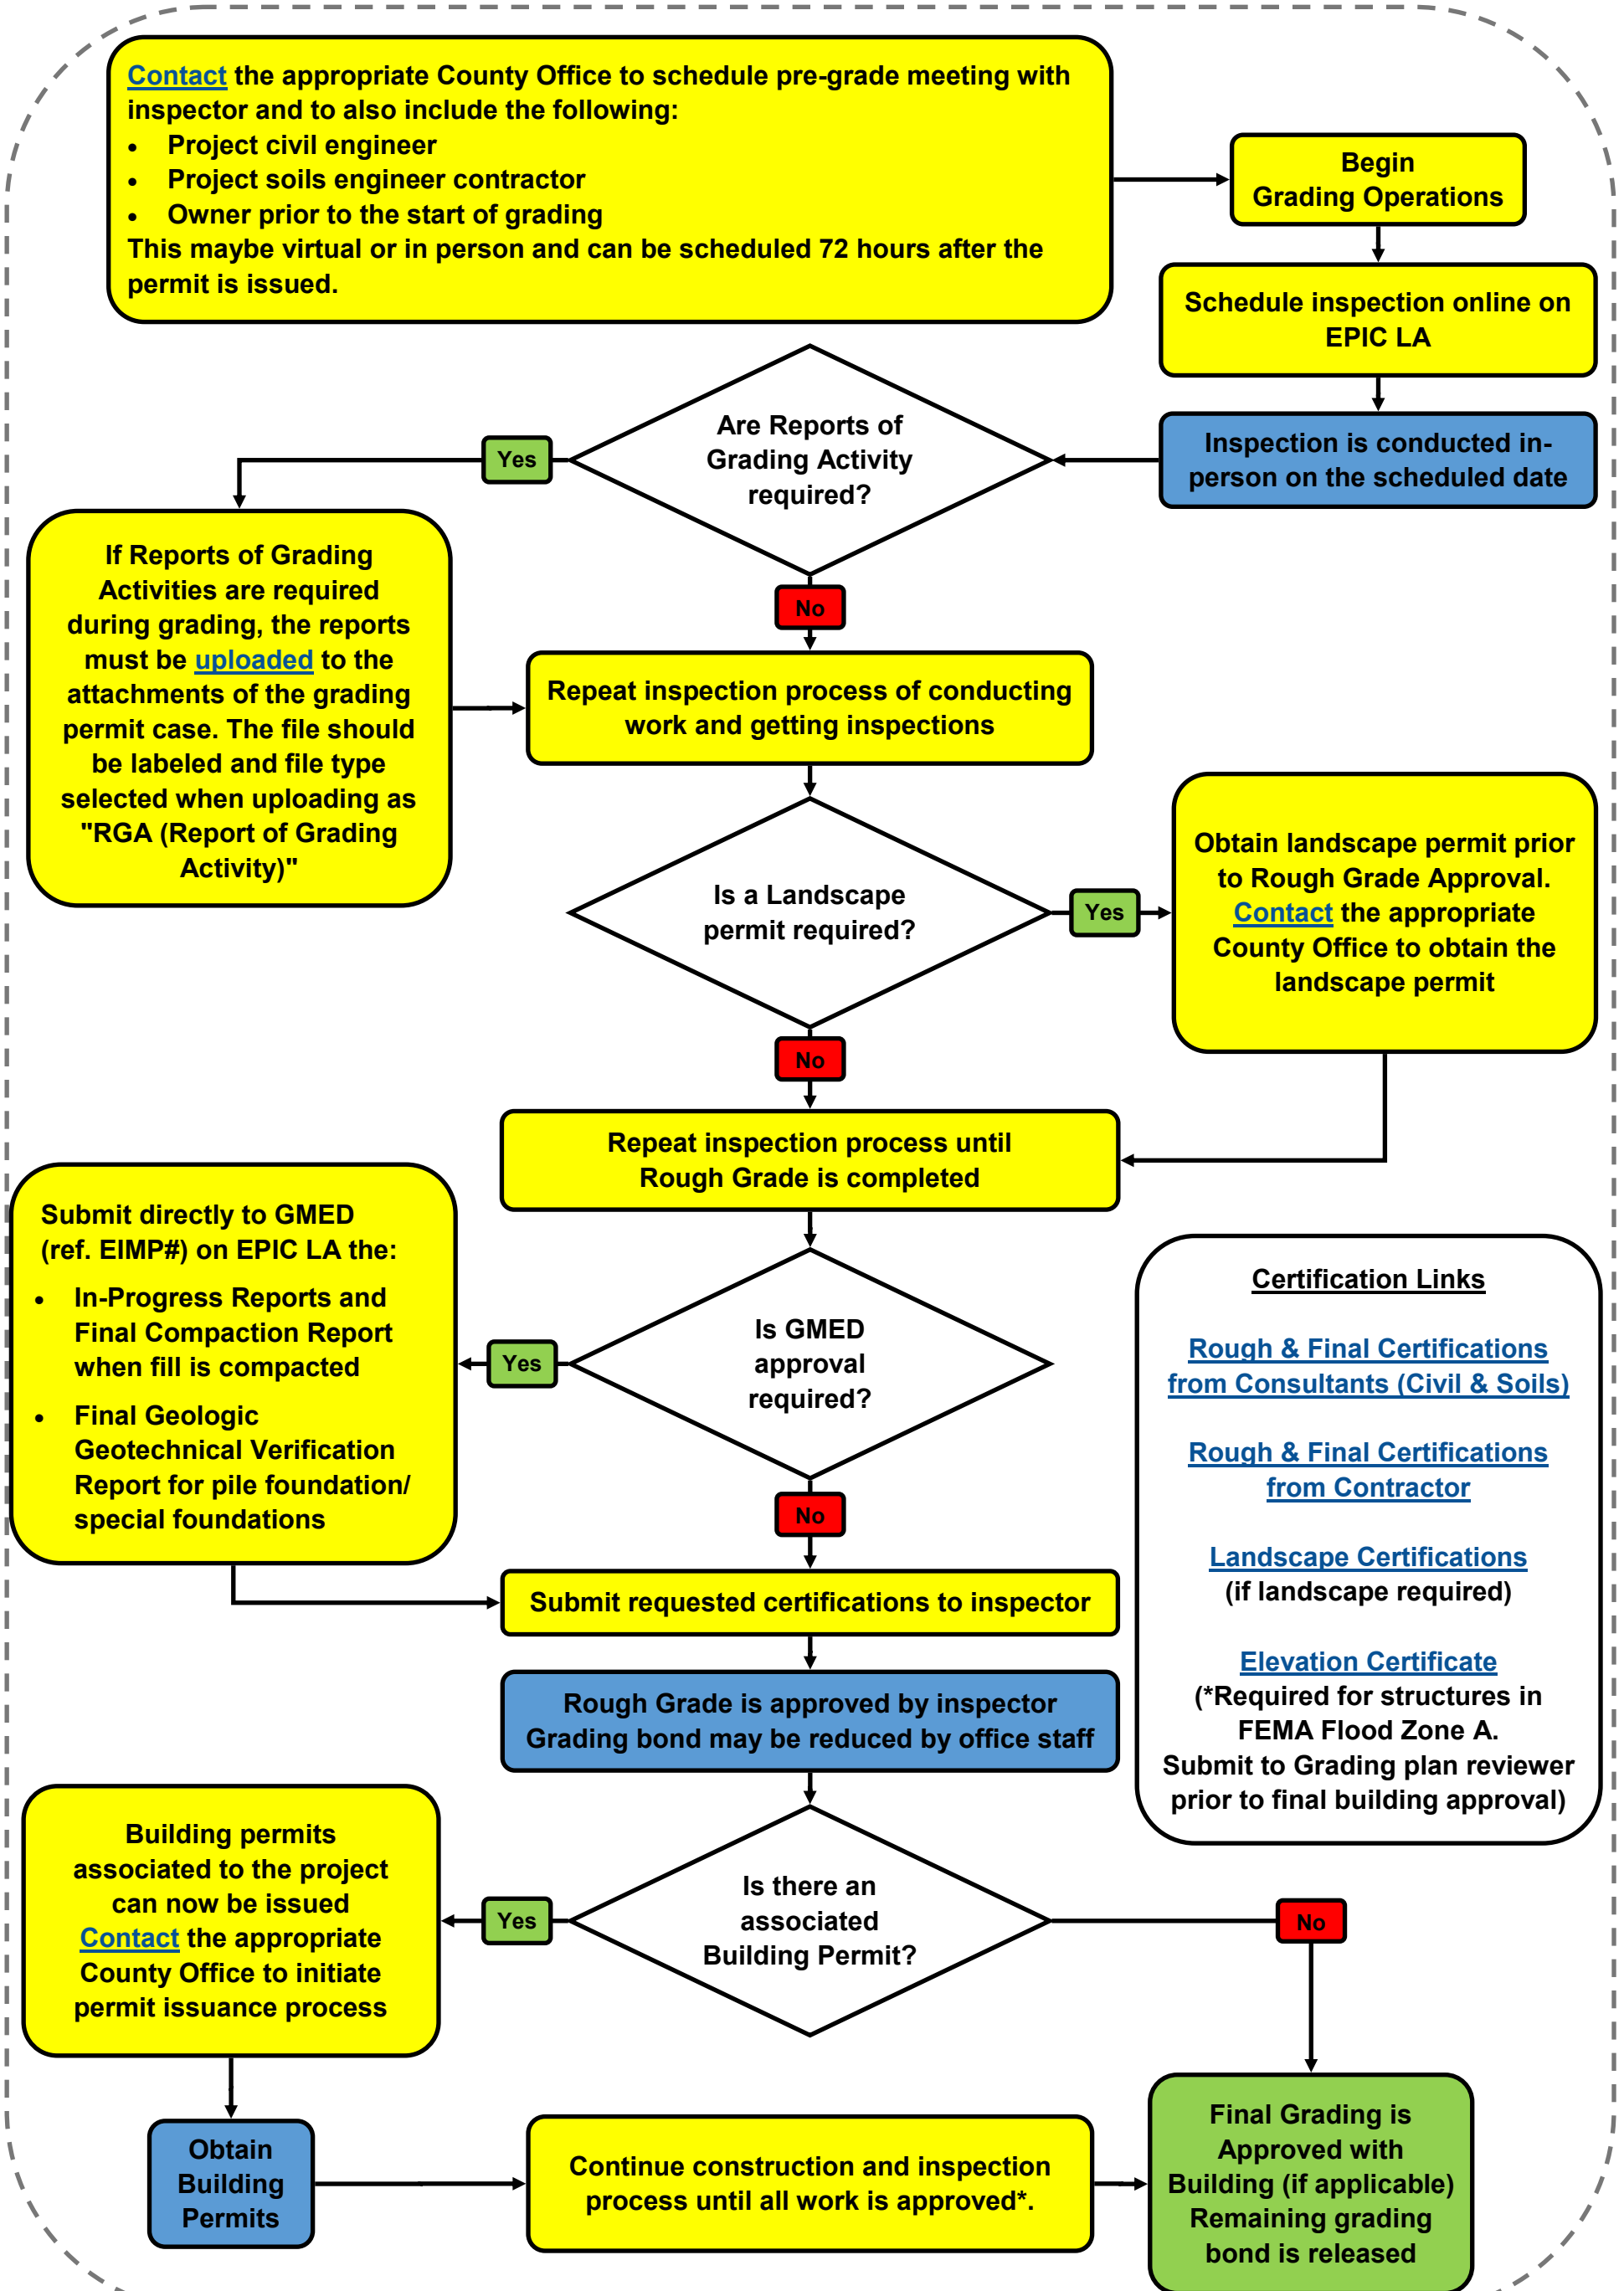 Contact the appropriate County Office to schedule pre-grade meeting with
inspector and to also include the following:
• Project civil engineer
• Project soils engineer contractor
• Owner prior to the start of grading
This maybe virtual or in person and can be scheduled 72 hours after the
permit is issued.
Begin
Grading Operations
Schedule inspection online on
EPIC LA
Inspection is conducted in-
person on the scheduled date
Are Reports of
Grading Activity
required?
Yes
No
If Reports of Grading
Activities are required
during grading, the reports
must be uploaded to the
attachments of the grading
permit case. The file should
be labeled and file type
selected when uploading as
"RGA (Report of Grading
Activity)"
Repeat inspection process of conducting
work and getting inspections
Is a Landscape
permit required?
Yes
No
Obtain landscape permit prior
to Rough Grade Approval.
Contact the appropriate
County Office to obtain the
landscape permit
Repeat inspection process until
Rough Grade is completed
Is GMED
approval
required?
Yes
No
Submit directly to GMED
(ref. EIMP#) on EPIC LA the:
• In-Progress Reports and
Final Compaction Report
when fill is compacted
• Final Geologic
Geotechnical Verification
Report for pile foundation/
special foundations
Certification Links
Rough & Final Certifications
from Consultants (Civil & Soils)
Rough & Final Certifications
from Contractor
Landscape Certifications
(if landscape required)
Elevation Certificate
(*Required for structures in
FEMA Flood Zone A.
Submit to Grading plan reviewer
prior to final building approval)
Submit requested certifications to inspector
Rough Grade is approved by inspector
Grading bond may be reduced by office staff
Is there an
associated
Building Permit?
Yes
No
Building permits
associated to the project
can now be issued
Contact the appropriate
County Office to initiate
permit issuance process
Obtain
Building
Permits
Continue construction and inspection
process until all work is approved*.
Final Grading is
Approved with
Building (if applicable)
Remaining grading
bond is released